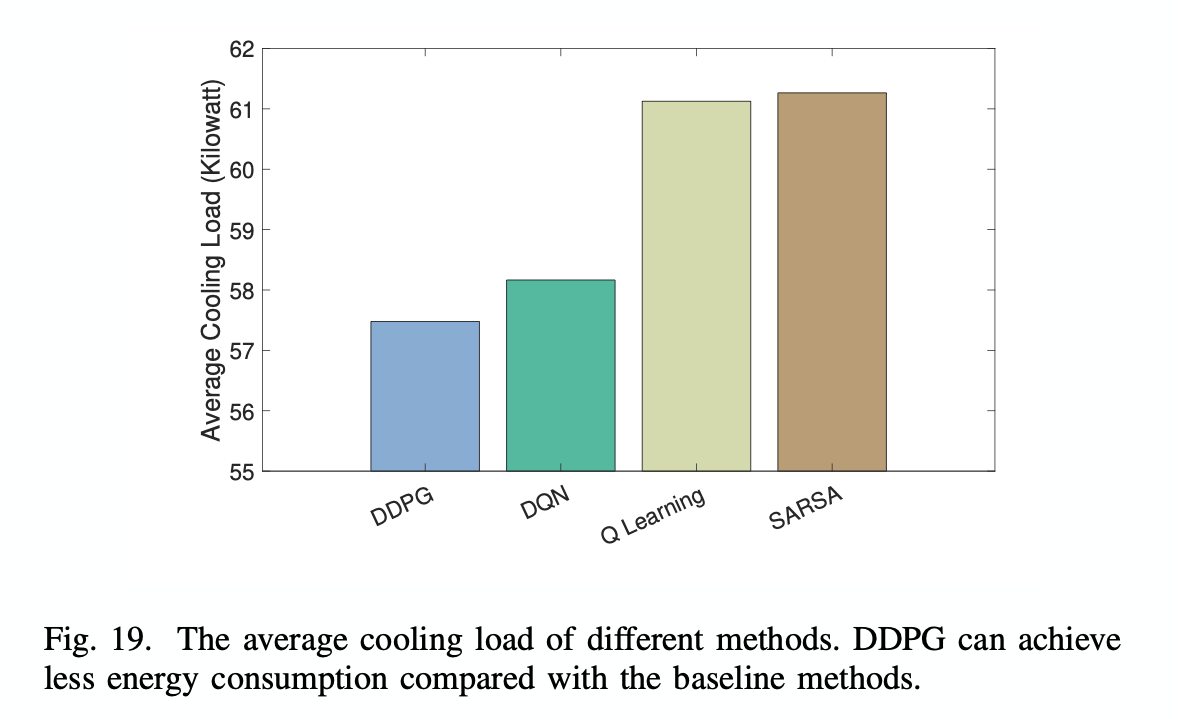 62
61
60
59
58
57
56
55
Average Cooling Load (Kilowatt)
DDPG
DQN
Q Learning
SARSA
Fig. 19. The average cooling load of different methods. DDPG can achieve
less energy consumption compared with the baseline methods.